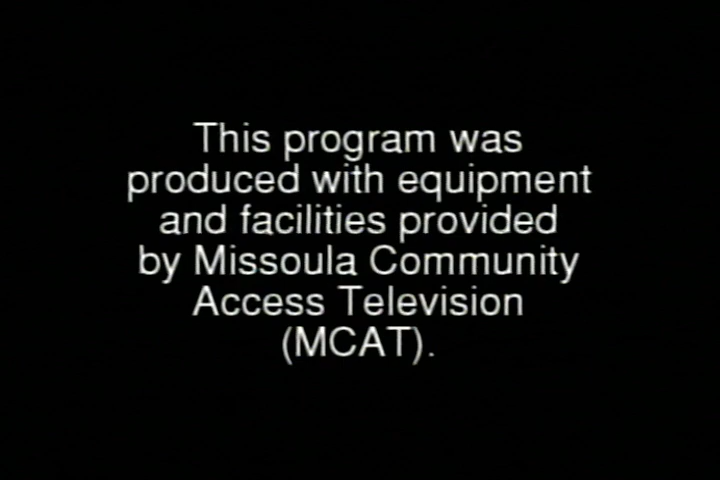 This program was
produced with equipment
and facilities provided
by Missoula Community
Access Television
(MCAT).